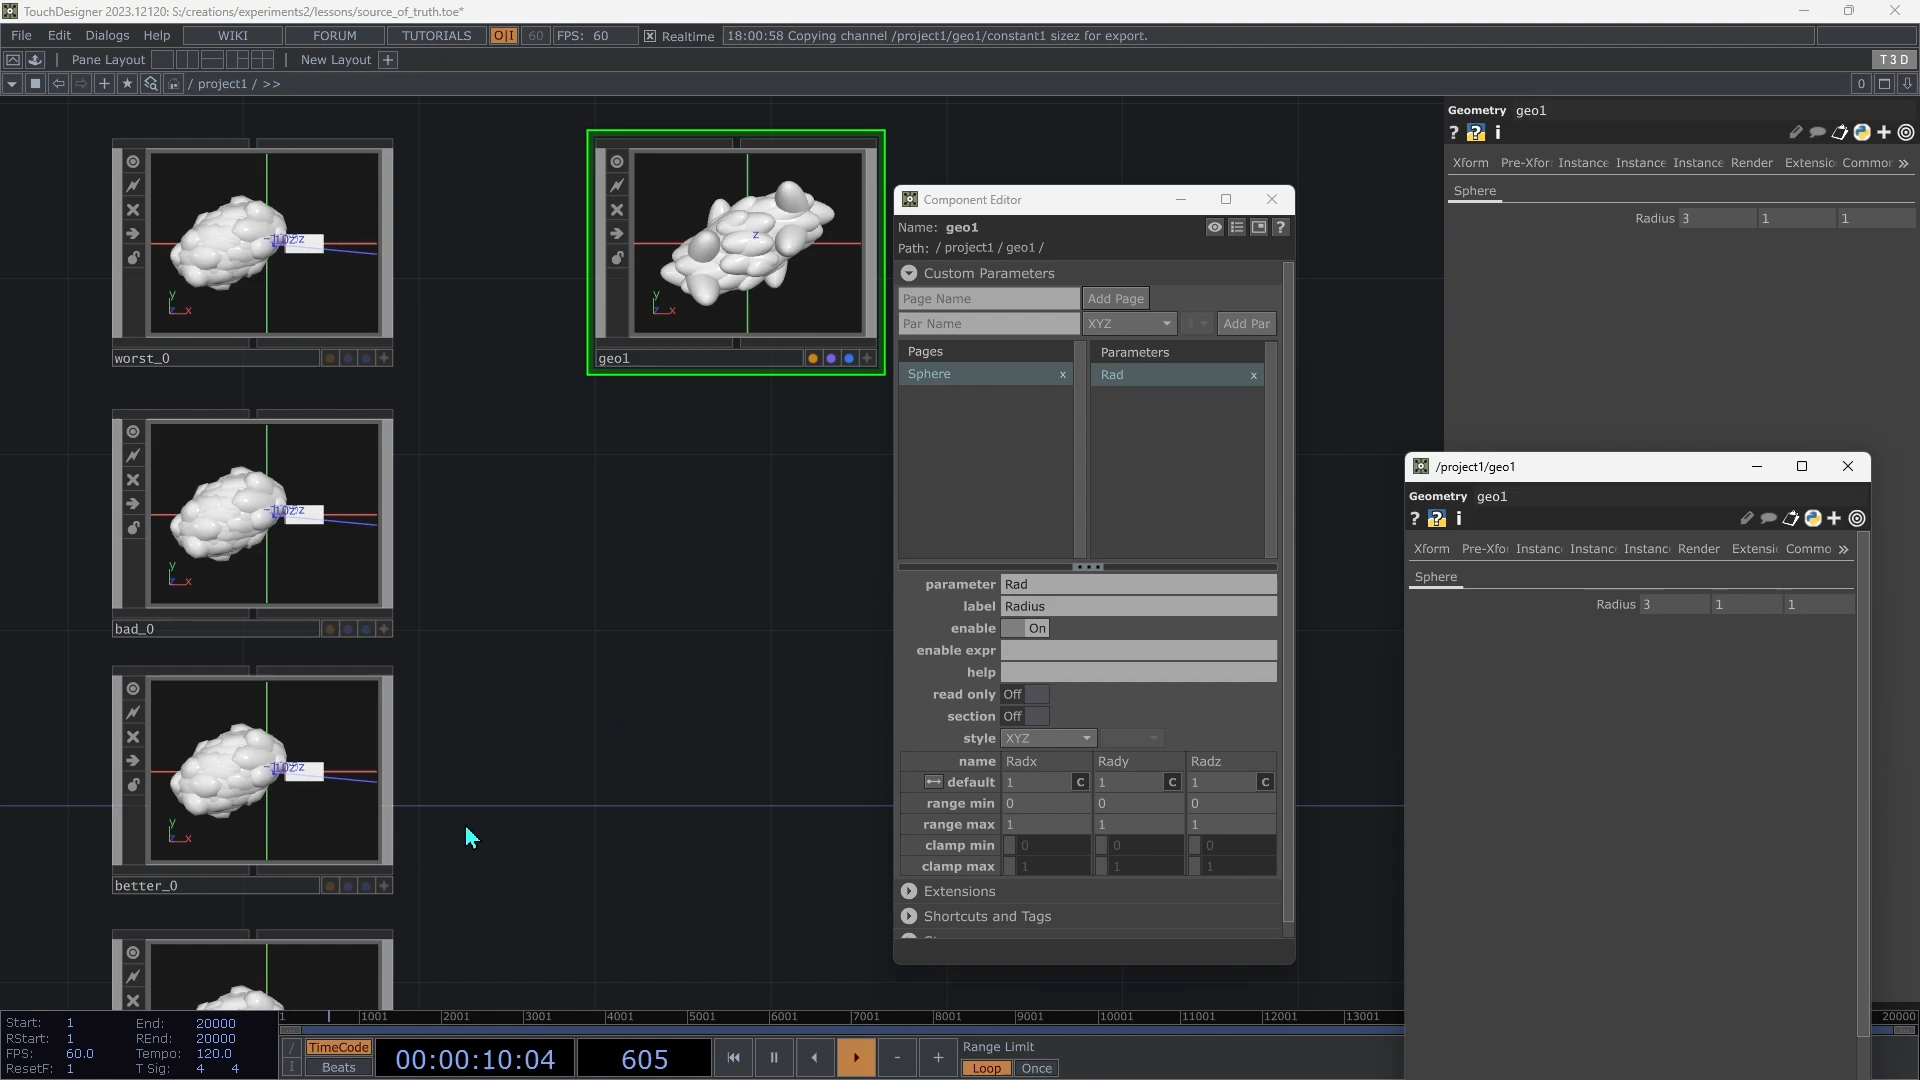 TouchDesigner 2023.12120: S:/creations/experiments2/lessons/source_of_truth.toe*
File Edit Dialogs Help WIKI FORUM TUTORIALS O|I 60 FPS: 60 Realtime 18:00:58 Copying channel /project1/geo1/constant1 sizez for export.
Pane Layout New Layout + T3D
/ project1 / >> 0
worst_0
bad_0
better_0
geo1
Component Editor
Name: geo1
Path: / project1 / geo1 /
Custom Parameters
Page Name Add Page
Par Name XYZ 3 Add Par
Pages Parameters
Sphere x Rad x
parameter Rad
label Radius
enable On
enable expr
help
read only Off
section Off
style XYZ
name Radx Rady Radz
default 1 C 1 C 1 C
range min 0 0 0
range max 1 1 1
clamp min 0 0 0
clamp max 1 1 1
Extensions
Shortcuts and Tags
Geometry geo1
? ? i
Xform Pre-Xfor Instance Instance Instance Render Extensio Commor »
Sphere
Radius 3 1 1
/project1/geo1
Geometry geo1
? ? i
Xform Pre-Xfo Instanc Instanc Instanc Render Extensi Commo »
Sphere
Radius 3 1 1
1 1001 2001 3001 4001 5001 6001 7001 8001 9001 10001 11001 12001 13001 20000
Start: 1 End: 20000
RStart: 1 REnd: 20000
FPS: 60.0 Tempo: 120.0
ResetF: 1 T Sig: 4 4
TimeCode
Beats
00:00:10:04 605
Range Limit
Loop Once